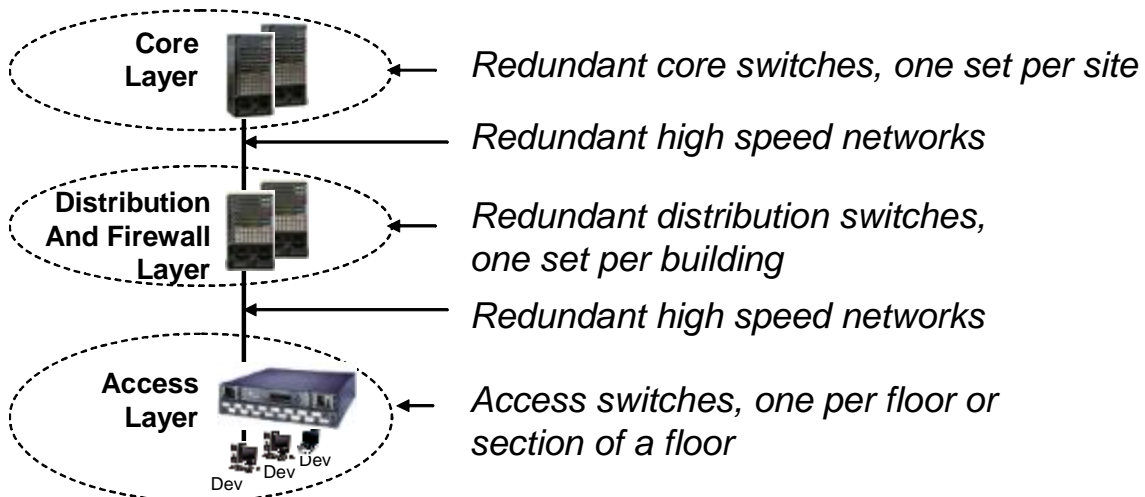 Core
Layer
Redundant core switches, one set per site
Redundant high speed networks
Distribution
And Firewall
Layer
Redundant distribution switches,
one set per building
Redundant high speed networks
Access
Layer
Access switches, one per floor or
section of a floor
Dev
Dev
Dev